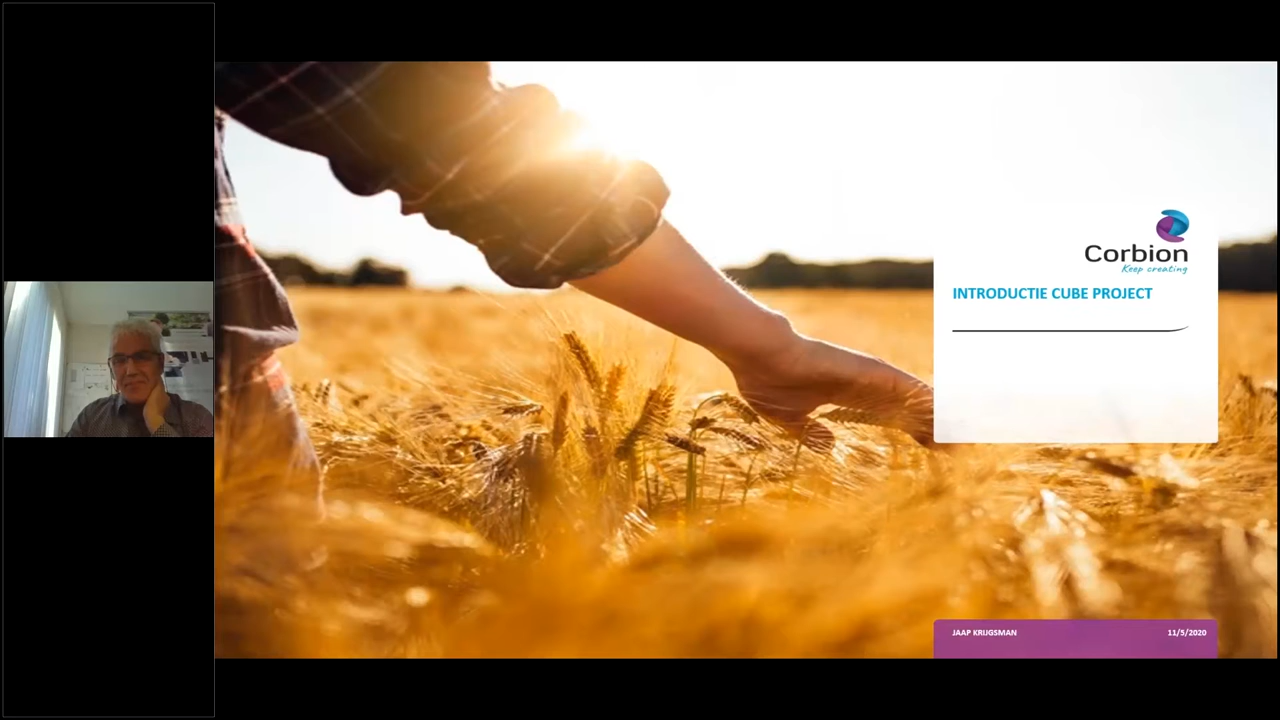 Corbion
Keep creating
INTRODUCTIE CUBE PROJECT
JAAP KRIJGSMAN
11/5/2020